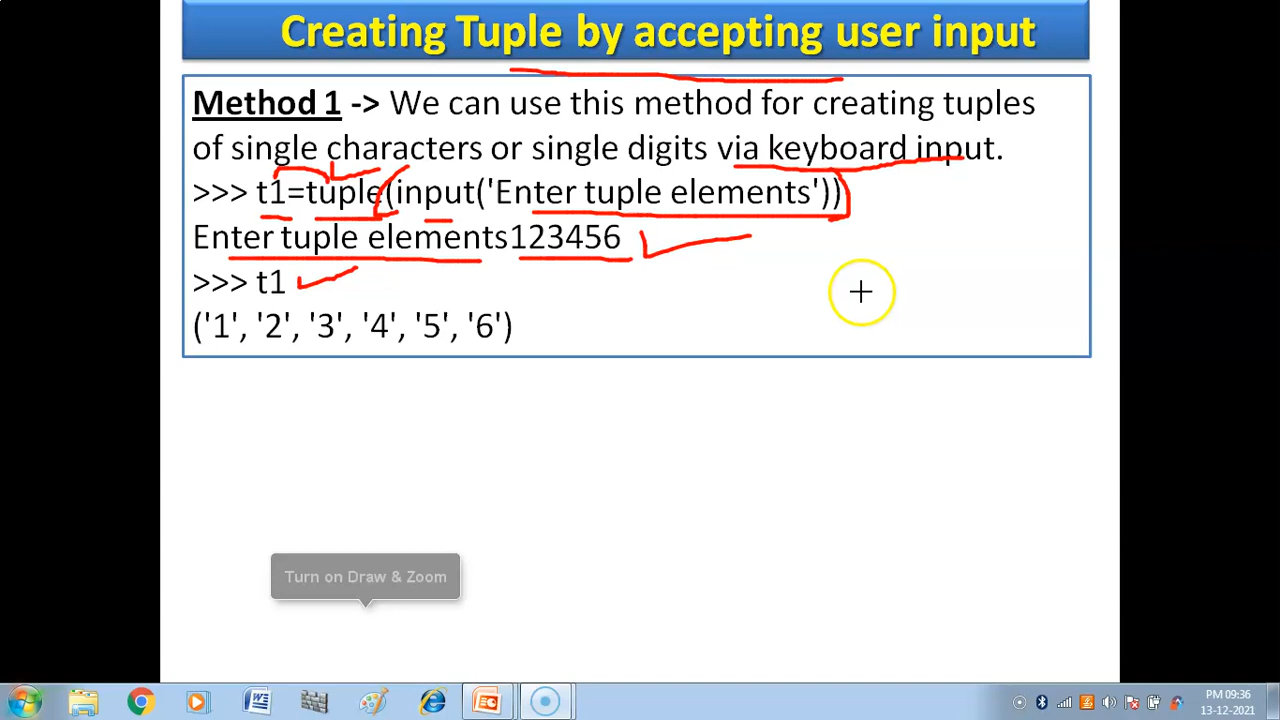 Creating Tuple by accepting user input
Method 1 -> We can use this method for creating tuples
of single characters or single digits via keyboard input.
>>> t1=tuple(input('Enter tuple elements'))
Enter tuple elements123456
>>> t1
('1', '2', '3', '4', '5', '6')
Turn on Draw & Zoom
PM 09:36
13-12-2021